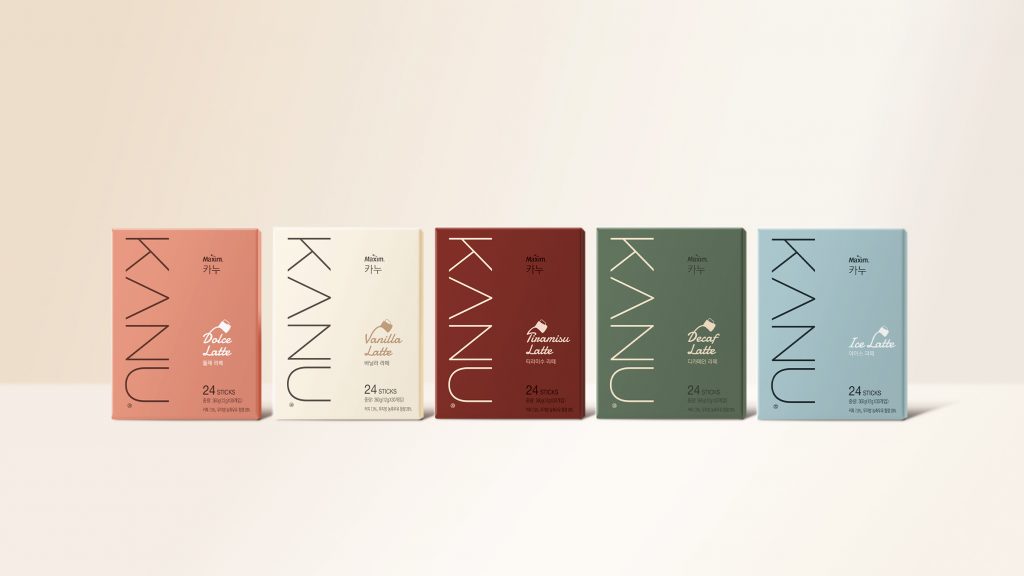 KANU
®
Maxim.
카누
Dolce
Latte
돌체 라떼
24 STICKS
KANU
®
Maxim.
카누
Vanilla
Latte
바닐라 라떼
24 STICKS
KANU
®
Maxim.
카누
Tiramisu
Latte
티라미수 라떼
24 STICKS
KANU
®
Maxim.
카누
Decaf
Latte
디카페인 라떼
24 STICKS
KANU
®
Maxim.
카누
Ice Latte
아이스 라떼
24 STICKS